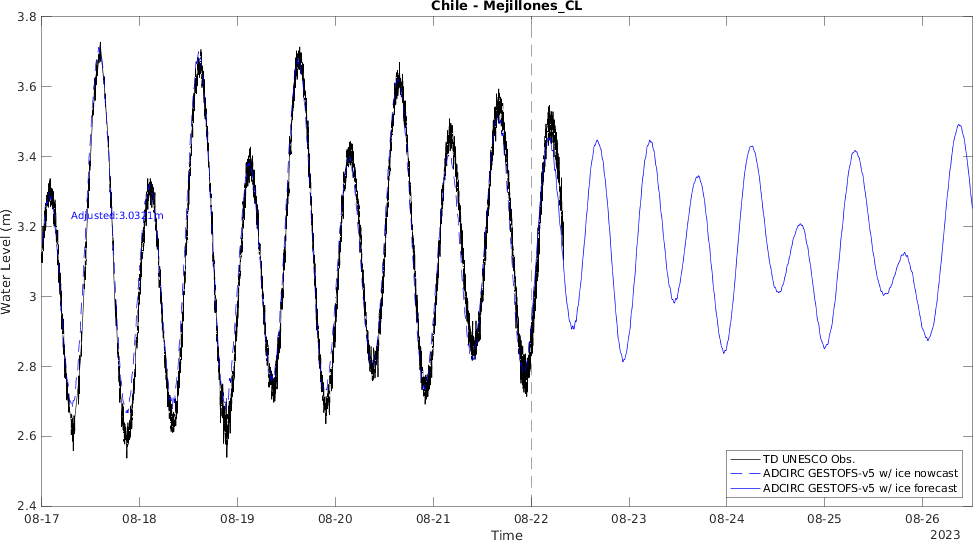 Chile - Mejillones_CL
3.8
3.6
3.4
3.2
3
2.8
2.6
2.4
Water Level (m)
Adjusted:3.0321m
TD UNESCO Obs.
ADCIRC GESTOFS-v5 w/ ice nowcast
ADCIRC GESTOFS-v5 w/ ice forecast
08-17 08-18 08-19 08-20 08-21 08-22 08-23 08-24 08-25 08-26
Time
2023